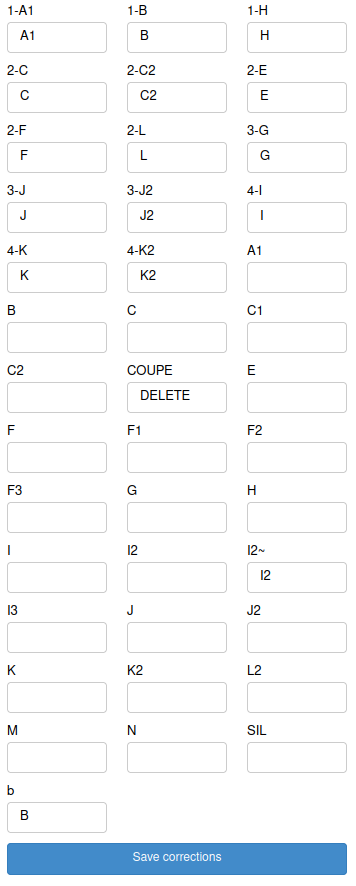 1-A1 1-B 1-H
A1 B H
2-C 2-C2 2-E
C C2 E
2-F 2-L 3-G
F L G
3-J 3-J2 4-I
J J2 I
4-K 4-K2 A1
K K2
B C C1
C2 COUPE E
DELETE
F F1 F2
F3 G H
I I2 I2~
I2
I3 J J2
K K2 L2
M N SIL
b
B
Save corrections